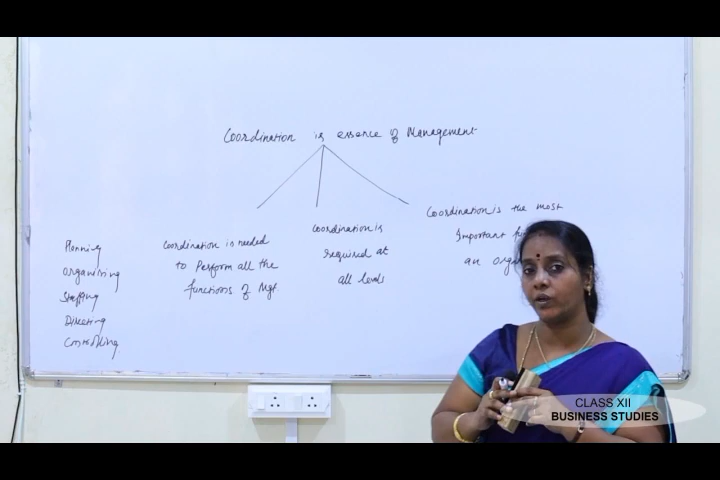 Coordination is essence of Management
Coordination is needed
to Perform all the
functions of Mgt
Coordination is
required at
all levels
Coordination is the most
Important
an
Planning
Organising
Staffing
Directing
Controlling
CLASS XII
BUSINESS STUDIES